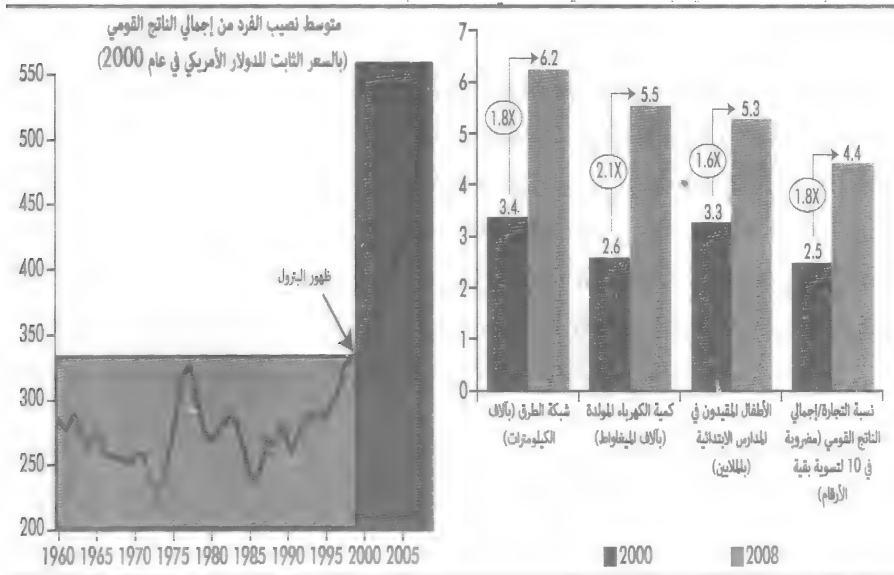 متوسط نصيب الفرد من إجمالي الناتج القومي
(بالسعر الثابت للدولار الأمريكي في عام 2000)
550
500
450
400
350
300
250
200
ظهور البترول
1960 1965 1970 1975 1980 1985 1990 1995 2000 2005
7
6
5
4
3
2
1
0
6.2
1.8X
3.4
5.5
2.1X
2.6
5.3
1.6X
3.3
4.4
1.8X
2.5
شبكة الطرق (بآلاف
الكيلومترات)
كمية الكهرباء المولدة
(بآلاف الميغاواط)
الأطفال المقيدون في
المدارس الابتدائية
(بالملايين)
نسبة التجارة/إجمالي
الناتج القومي (مضروبة
في 10 لتسوية بقية
الأرقام)
2000
2008